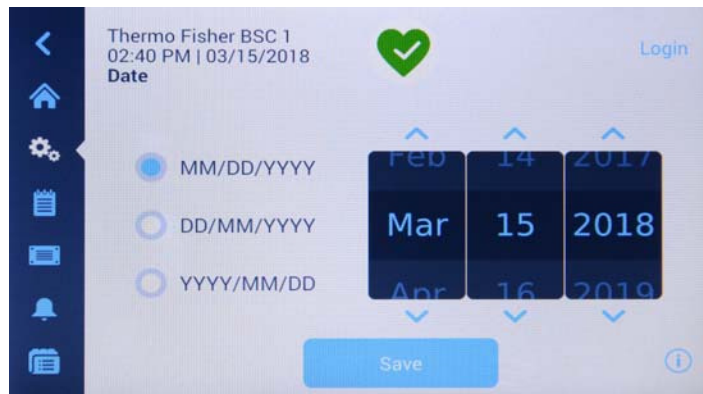 Thermo Fisher BSC 1
02:40 PM | 03/15/2018
Date
Login
MM/DD/YYYY
DD/MM/YYYY
YYYY/MM/DD
Feb 14 2017
Mar 15 2018
Apr 16 2019
Save